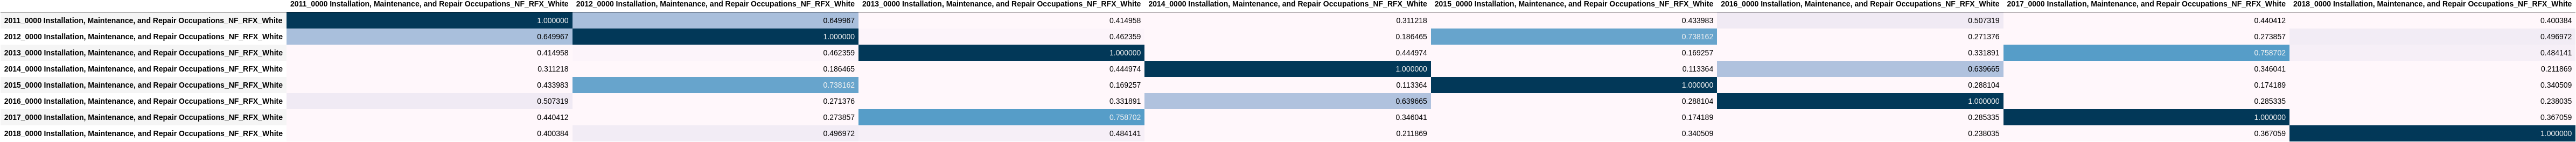 2011_0000 Installation, Maintenance, and Repair Occupations_NF_RFX_White 2012_0000 Installation, Maintenance, and Repair Occupations_NF_RFX_White 2013_0000 Installation, Maintenance, and Repair Occupations_NF_RFX_White 2014_0000 Installation, Maintenance, and Repair Occupations_NF_RFX_White 2015_0000 Installation, Maintenance, and Repair Occupations_NF_RFX_White 2016_0000 Installation, Maintenance, and Repair Occupations_NF_RFX_White 2017_0000 Installation, Maintenance, and Repair Occupations_NF_RFX_White 2018_0000 Installation, Maintenance, and Repair Occupations_NF_RFX_White
2011_0000 Installation, Maintenance, and Repair Occupations_NF_RFX_White 1.000000 0.649967 0.414958 0.311218 0.433983 0.507319 0.440412 0.400384
2012_0000 Installation, Maintenance, and Repair Occupations_NF_RFX_White 0.649967 1.000000 0.462359 0.186465 0.738162 0.271376 0.273857 0.496972
2013_0000 Installation, Maintenance, and Repair Occupations_NF_RFX_White 0.414958 0.462359 1.000000 0.444974 0.169257 0.331891 0.758702 0.484141
2014_0000 Installation, Maintenance, and Repair Occupations_NF_RFX_White 0.311218 0.186465 0.444974 1.000000 0.113364 0.639665 0.346041 0.211869
2015_0000 Installation, Maintenance, and Repair Occupations_NF_RFX_White 0.433983 0.738162 0.169257 0.113364 1.000000 0.288104 0.174189 0.340509
2016_0000 Installation, Maintenance, and Repair Occupations_NF_RFX_White 0.507319 0.271376 0.331891 0.639665 0.288104 1.000000 0.285335 0.238035
2017_0000 Installation, Maintenance, and Repair Occupations_NF_RFX_White 0.440412 0.273857 0.758702 0.346041 0.174189 0.285335 1.000000 0.367059
2018_0000 Installation, Maintenance, and Repair Occupations_NF_RFX_White 0.400384 0.496972 0.484141 0.211869 0.340509 0.238035 0.367059 1.000000